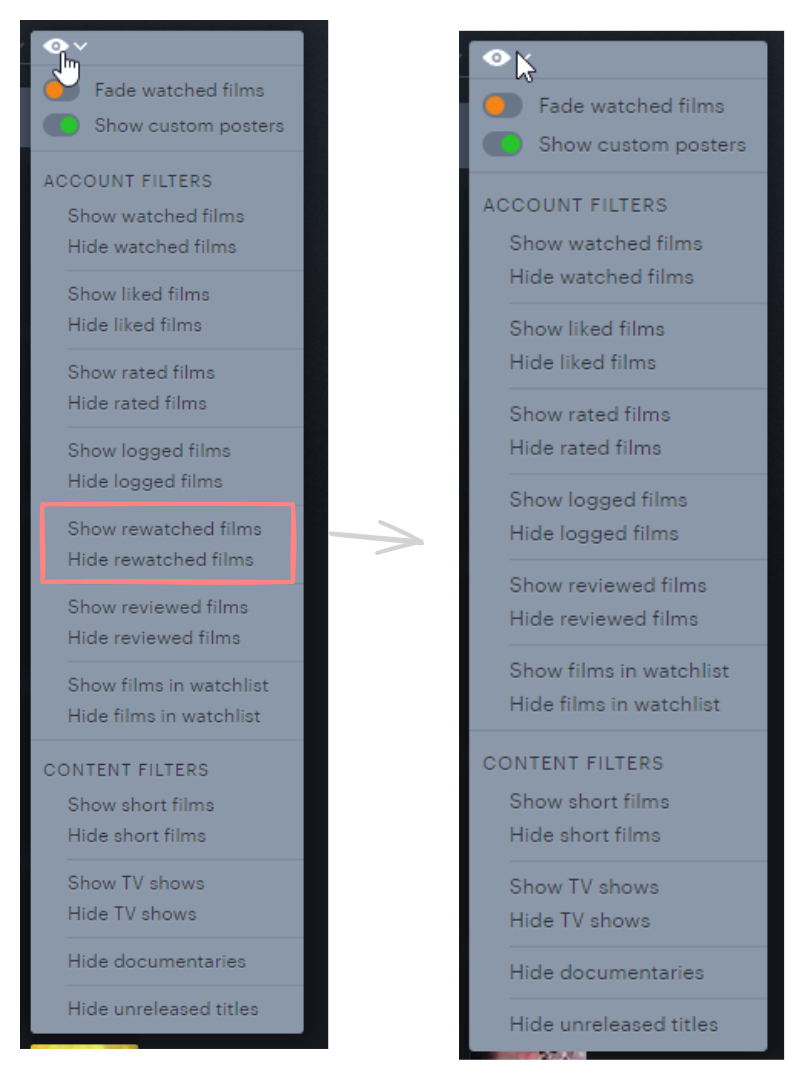 Fade watched films
Show custom posters
ACCOUNT FILTERS
Show watched films
Hide watched films
Show liked films
Hide liked films
Show rated films
Hide rated films
Show logged films
Hide logged films
Show rewatched films
Hide rewatched films
Show reviewed films
Hide reviewed films
Show films in watchlist
Hide films in watchlist
CONTENT FILTERS
Show short films
Hide short films
Show TV shows
Hide TV shows
Hide documentaries
Hide unreleased titles
Fade watched films
Show custom posters
ACCOUNT FILTERS
Show watched films
Hide watched films
Show liked films
Hide liked films
Show rated films
Hide rated films
Show logged films
Hide logged films
Show reviewed films
Hide reviewed films
Show films in watchlist
Hide films in watchlist
CONTENT FILTERS
Show short films
Hide short films
Show TV shows
Hide TV shows
Hide documentaries
Hide unreleased titles